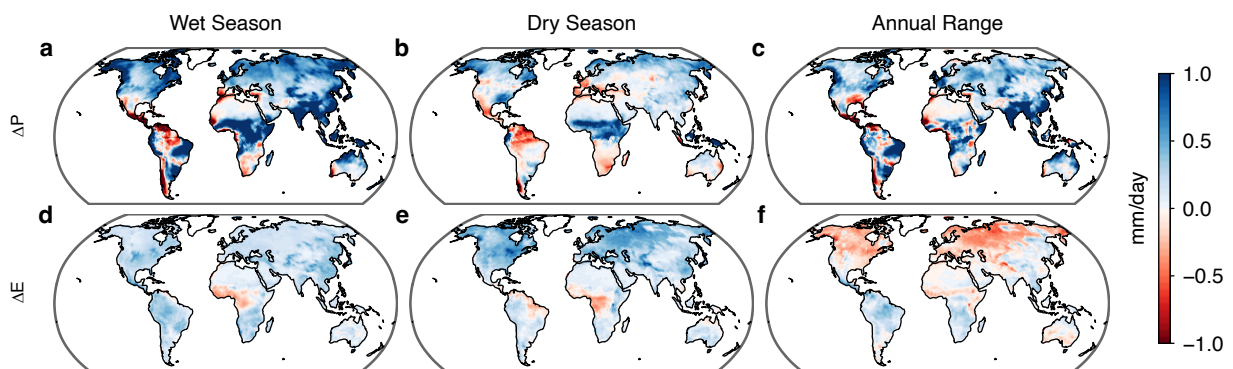 Wet Season
Dry Season
Annual Range
a
b
c
ΔP
1.0
0.5
0.0
−0.5
−1.0
mm/day
d
e
f
ΔE